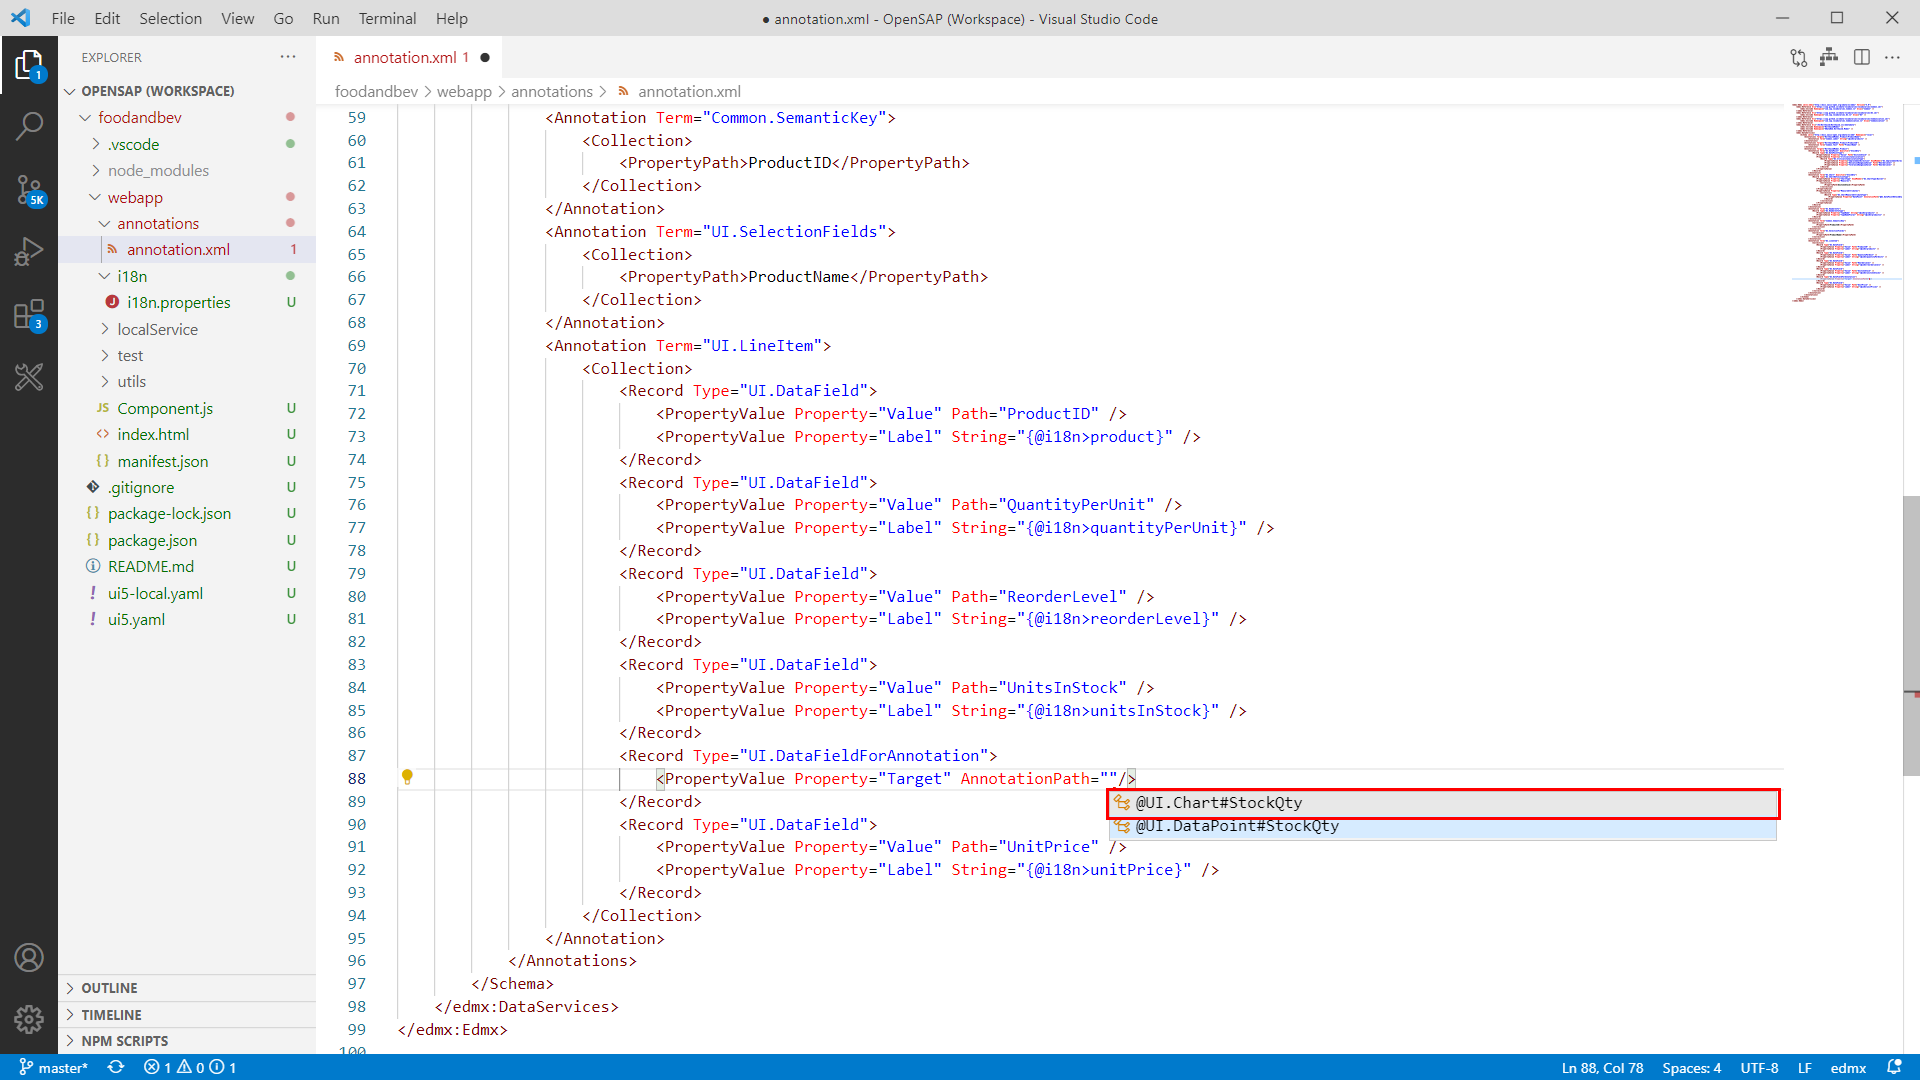 File Edit Selection View Go Run Terminal Help
● annotation.xml - OpenSAP (Workspace) - Visual Studio Code
EXPLORER
annotation.xml 1
OPENSAP (WORKSPACE)
foodandbev
.vscode
node_modules
webapp
annotations
annotation.xml 1
i18n
i18n.properties U
localService
test
utils
JS Component.js U
index.html U
manifest.json U
.gitignore U
package-lock.json U
package.json U
README.md U
ui5-local.yaml U
ui5.yaml U
OUTLINE
TIMELINE
NPM SCRIPTS
1
5K
3
foodandbev > webapp > annotations > annotation.xml
59 <Annotation Term="Common.SemanticKey">
60 <Collection>
61 <PropertyPath>ProductID</PropertyPath>
62 </Collection>
63 </Annotation>
64 <Annotation Term="UI.SelectionFields">
65 <Collection>
66 <PropertyPath>ProductName</PropertyPath>
67 </Collection>
68 </Annotation>
69 <Annotation Term="UI.LineItem">
70 <Collection>
71 <Record Type="UI.DataField">
72 <PropertyValue Property="Value" Path="ProductID" />
73 <PropertyValue Property="Label" String="{@i18n>product}" />
74 </Record>
75 <Record Type="UI.DataField">
76 <PropertyValue Property="Value" Path="QuantityPerUnit" />
77 <PropertyValue Property="Label" String="{@i18n>quantityPerUnit}" />
78 </Record>
79 <Record Type="UI.DataField">
80 <PropertyValue Property="Value" Path="ReorderLevel" />
81 <PropertyValue Property="Label" String="{@i18n>reorderLevel}" />
82 </Record>
83 <Record Type="UI.DataField">
84 <PropertyValue Property="Value" Path="UnitsInStock" />
85 <PropertyValue Property="Label" String="{@i18n>unitsInStock}" />
86 </Record>
87 <Record Type="UI.DataFieldForAnnotation">
88 <PropertyValue Property="Target" AnnotationPath=""/>
89 </Record>
@UI.Chart#StockQty
@UI.DataPoint#StockQty
90 <Record Type="UI.DataField">
91 <PropertyValue Property="Value" Path="UnitPrice" />
92 <PropertyValue Property="Label" String="{@i18n>unitPrice}" />
93 </Record>
94 </Collection>
95 </Annotation>
96 </Annotations>
97 </Schema>
98 </edmx:DataServices>
99 </edmx:Edmx>
100
master* 1 0 1
Ln 88, Col 78 Spaces: 4 UTF-8 LF edmx